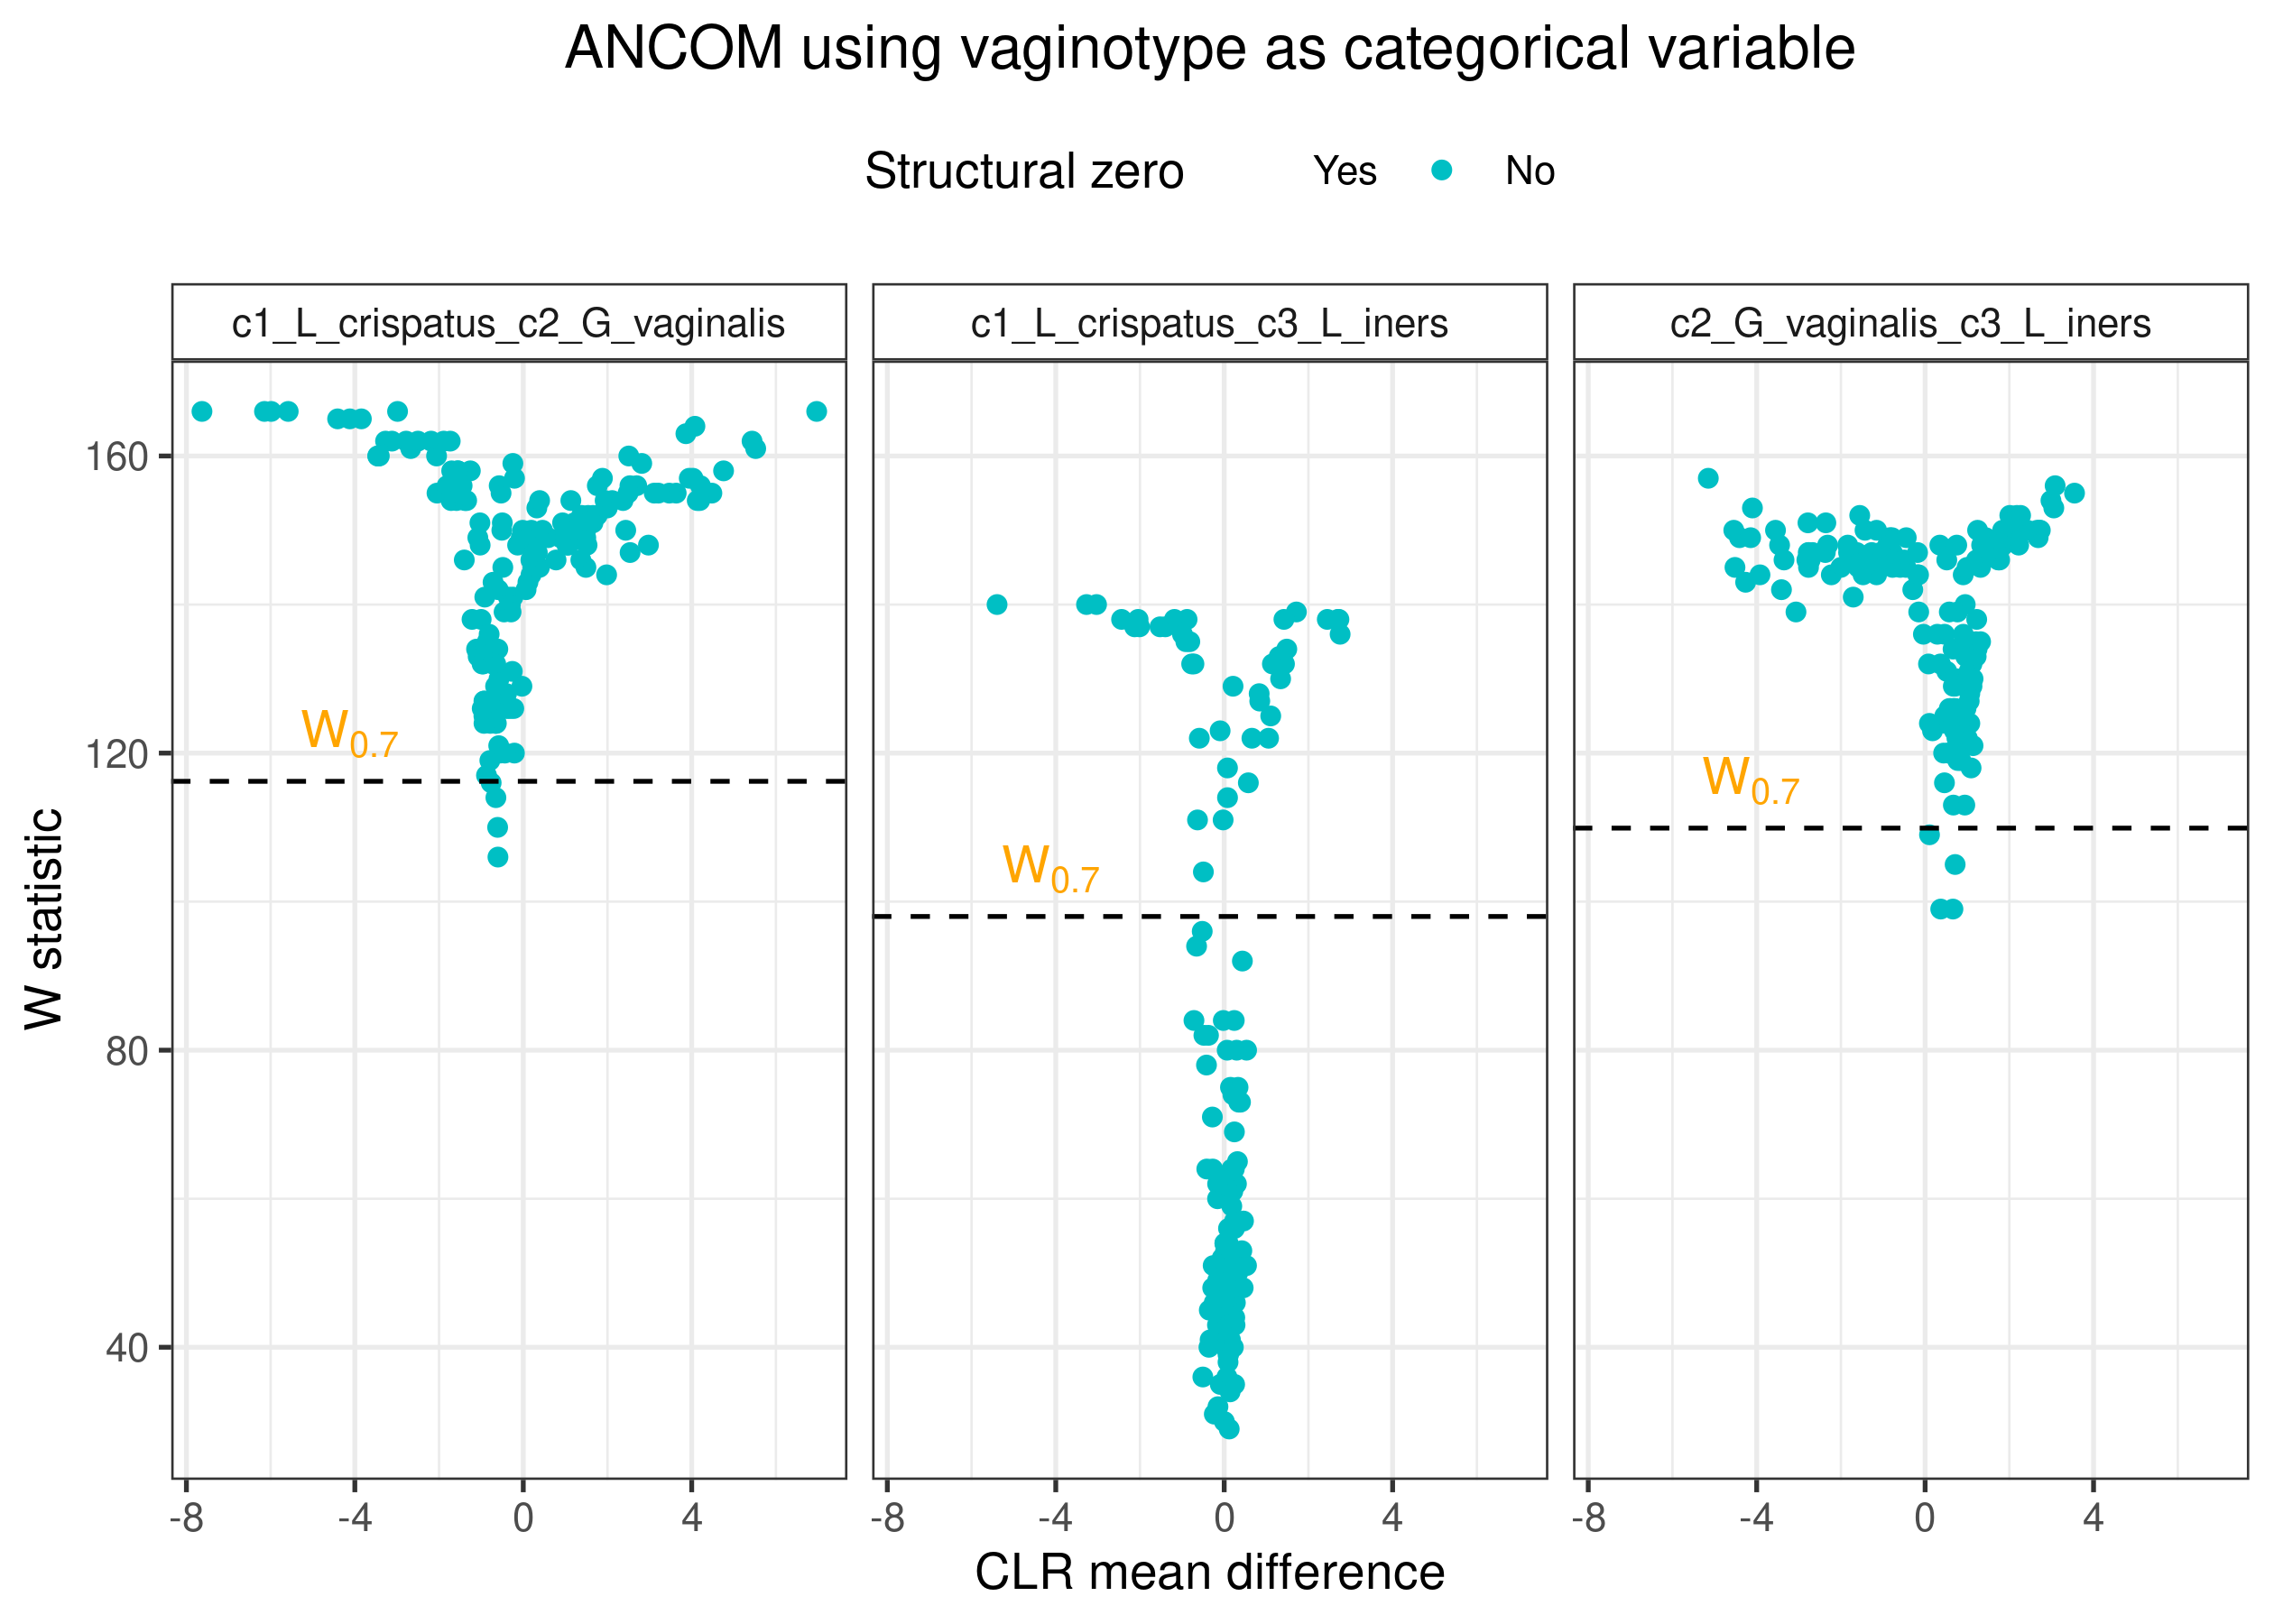 ANCOM using vaginotype as categorical variable
Structural zero Yes No
c1_L_crispatus_c2_G_vaginalis c1_L_crispatus_c3_L_iners c2_G_vaginalis_c3_L_iners
W statistic
160
120
80
40
W0.7
W0.7
W0.7
-8 -4 0 4 -8 -4 0 4 -8 -4 0 4
CLR mean difference